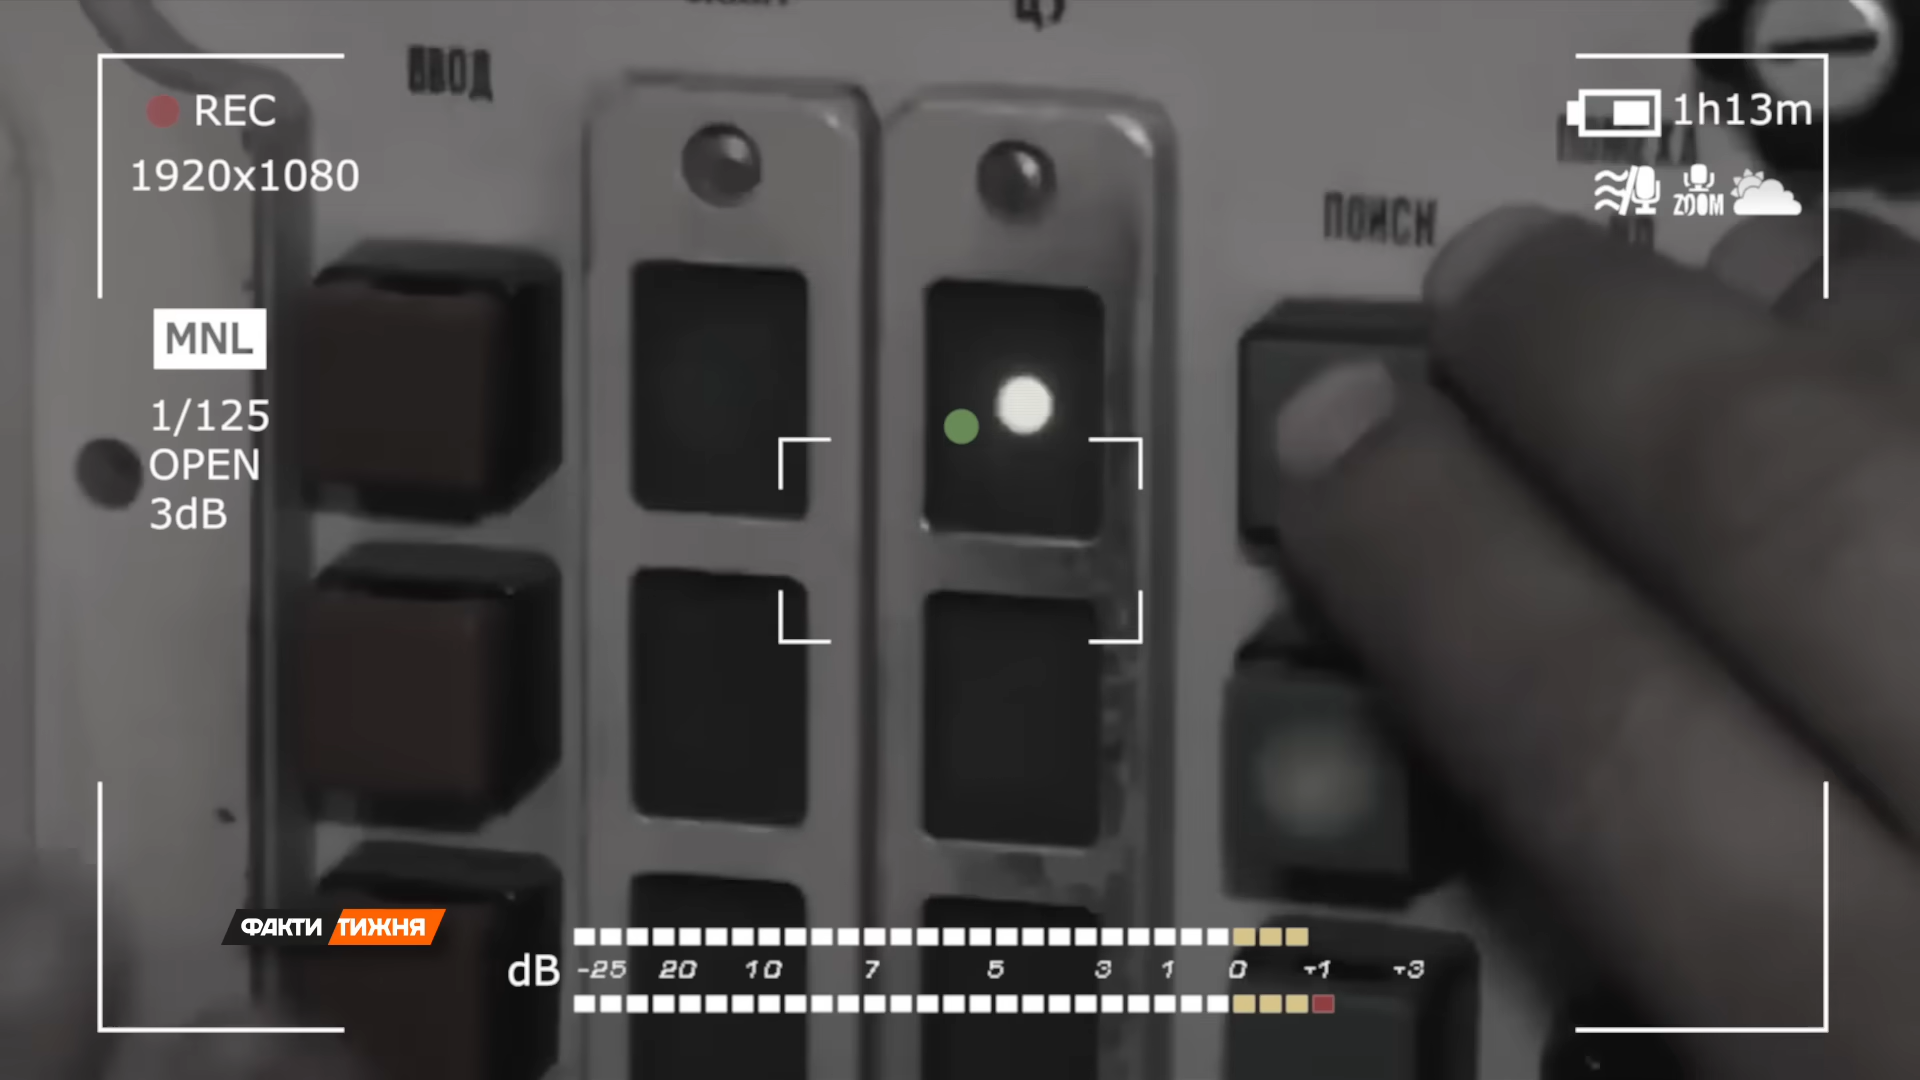 ЦУ
ВВОД
REC
1h13m
1920x1080
ZOOM
ПОИСК
MNL
1/125
OPEN
3dB
ФАКТИ ТИЖНЯ
dB -25 20 10 7 5 3 1 0 +1 +3